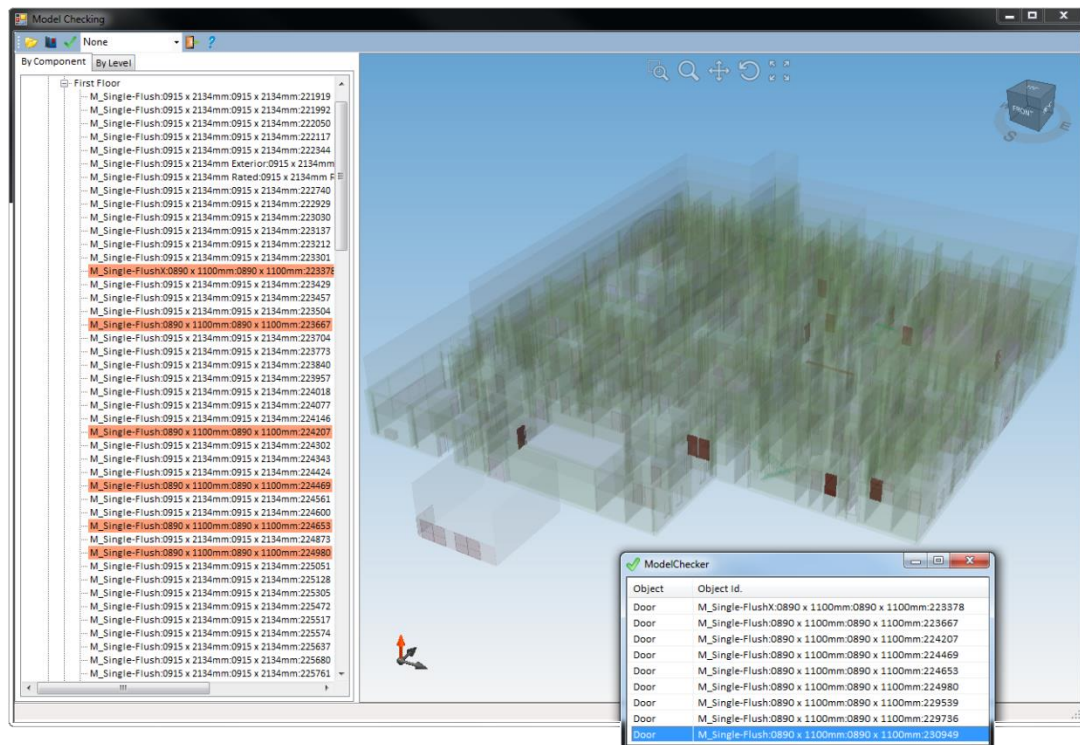 Model Checking
None
By Component By Level
First Floor
M_Single-Flush:0915 x 2134mm:0915 x 2134mm:221919
M_Single-Flush:0915 x 2134mm:0915 x 2134mm:221992
M_Single-Flush:0915 x 2134mm:0915 x 2134mm:222050
M_Single-Flush:0915 x 2134mm:0915 x 2134mm:222117
M_Single-Flush:0915 x 2134mm:0915 x 2134mm:222344
M_Single-Flush:0915 x 2134mm Exterior:0915 x 2134mm
M_Single-Flush:0915 x 2134mm Rated:0915 x 2134mm F
M_Single-Flush:0915 x 2134mm:0915 x 2134mm:222740
M_Single-Flush:0915 x 2134mm:0915 x 2134mm:222929
M_Single-Flush:0915 x 2134mm:0915 x 2134mm:223030
M_Single-Flush:0915 x 2134mm:0915 x 2134mm:223137
M_Single-Flush:0915 x 2134mm:0915 x 2134mm:223212
M_Single-Flush:0915 x 2134mm:0915 x 2134mm:223301
M_Single-FlushX:0890 x 1100mm:0890 x 1100mm:223378
M_Single-Flush:0915 x 2134mm:0915 x 2134mm:223429
M_Single-Flush:0915 x 2134mm:0915 x 2134mm:223457
M_Single-Flush:0915 x 2134mm:0915 x 2134mm:223504
M_Single-Flush:0890 x 1100mm:0890 x 1100mm:223667
M_Single-Flush:0915 x 2134mm:0915 x 2134mm:223704
M_Single-Flush:0915 x 2134mm:0915 x 2134mm:223773
M_Single-Flush:0915 x 2134mm:0915 x 2134mm:223840
M_Single-Flush:0915 x 2134mm:0915 x 2134mm:223957
M_Single-Flush:0915 x 2134mm:0915 x 2134mm:224018
M_Single-Flush:0915 x 2134mm:0915 x 2134mm:224077
M_Single-Flush:0915 x 2134mm:0915 x 2134mm:224146
M_Single-Flush:0890 x 1100mm:0890 x 1100mm:224207
M_Single-Flush:0915 x 2134mm:0915 x 2134mm:224302
M_Single-Flush:0915 x 2134mm:0915 x 2134mm:224343
M_Single-Flush:0915 x 2134mm:0915 x 2134mm:224424
M_Single-Flush:0890 x 1100mm:0890 x 1100mm:224469
M_Single-Flush:0915 x 2134mm:0915 x 2134mm:224561
M_Single-Flush:0915 x 2134mm:0915 x 2134mm:224600
M_Single-Flush:0890 x 1100mm:0890 x 1100mm:224653
M_Single-Flush:0915 x 2134mm:0915 x 2134mm:224873
M_Single-Flush:0890 x 1100mm:0890 x 1100mm:224980
M_Single-Flush:0915 x 2134mm:0915 x 2134mm:225051
M_Single-Flush:0915 x 2134mm:0915 x 2134mm:225128
M_Single-Flush:0915 x 2134mm:0915 x 2134mm:225305
M_Single-Flush:0915 x 2134mm:0915 x 2134mm:225472
M_Single-Flush:0915 x 2134mm:0915 x 2134mm:225517
M_Single-Flush:0915 x 2134mm:0915 x 2134mm:225574
M_Single-Flush:0915 x 2134mm:0915 x 2134mm:225637
M_Single-Flush:0915 x 2134mm:0915 x 2134mm:225680
M_Single-Flush:0915 x 2134mm:0915 x 2134mm:225761
FRONT
S
E
ModelChecker
Object Object Id.
Door M_Single-FlushX:0890 x 1100mm:0890 x 1100mm:223378
Door M_Single-Flush:0890 x 1100mm:0890 x 1100mm:223667
Door M_Single-Flush:0890 x 1100mm:0890 x 1100mm:224207
Door M_Single-Flush:0890 x 1100mm:0890 x 1100mm:224469
Door M_Single-Flush:0890 x 1100mm:0890 x 1100mm:224653
Door M_Single-Flush:0890 x 1100mm:0890 x 1100mm:224980
Door M_Single-Flush:0890 x 1100mm:0890 x 1100mm:229539
Door M_Single-Flush:0890 x 1100mm:0890 x 1100mm:229736
Door M_Single-Flush:0890 x 1100mm:0890 x 1100mm:230949